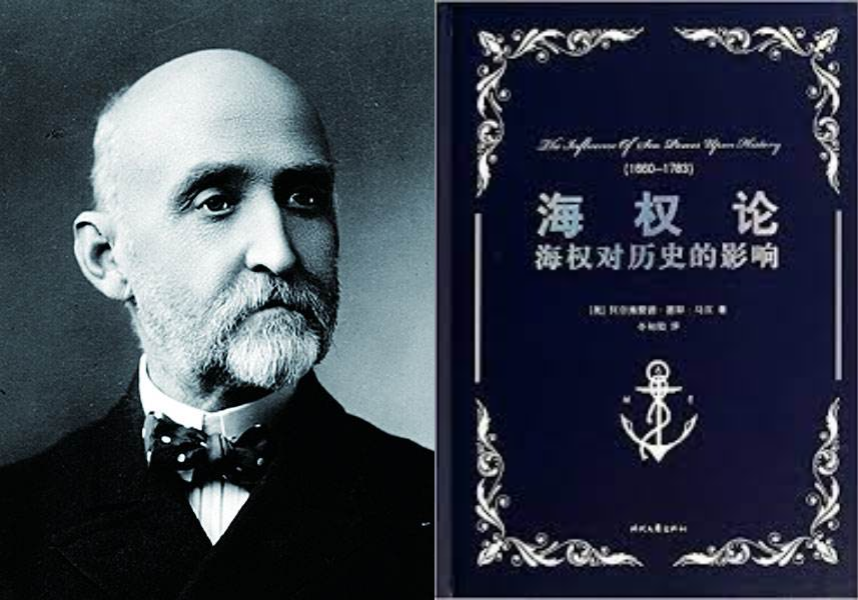 The Influence Of Sea Power Upon History
(1660–1783)
海权论
海权对历史的影响
[美] 阿尔弗雷德·塞耶·马汉 著
译
时代文艺出版社